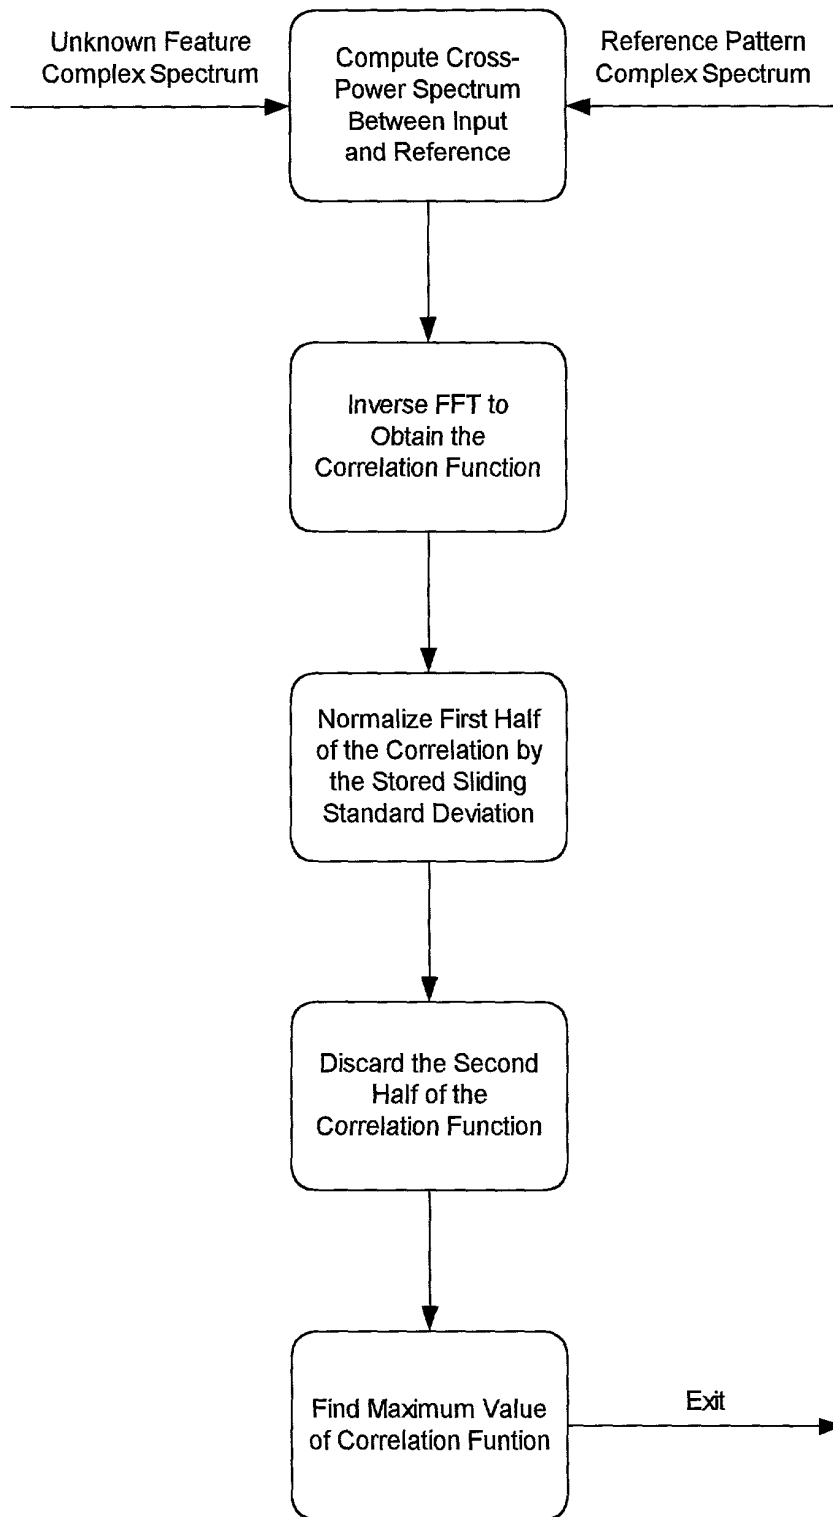 Unknown Feature
Complex Spectrum
Compute Cross-
Power Spectrum
Between Input
and Reference
Reference Pattern
Complex Spectrum
Inverse FFT to
Obtain the
Correlation Function
Normalize First Half
of the Correlation by
the Stored Sliding
Standard Deviation
Discard the Second
Half of the
Correlation Function
Find Maximum Value
of Correlation Funtion
Exit